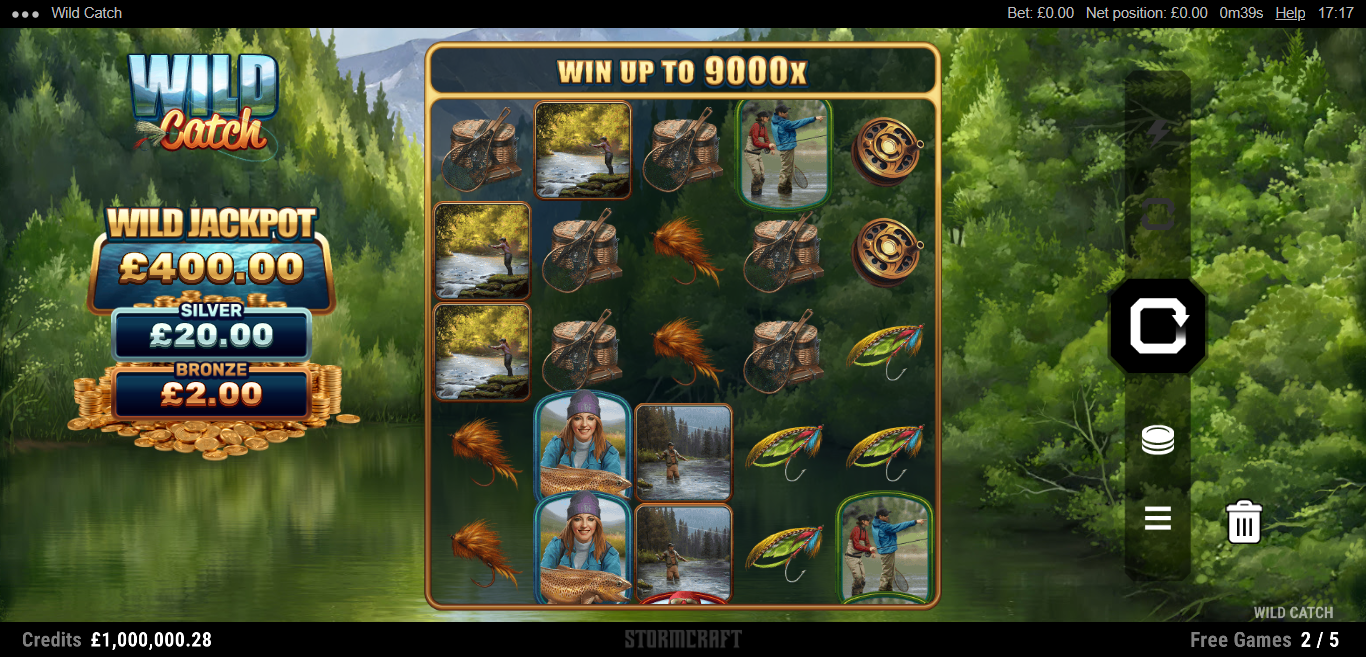 Wild Catch
Bet: £0.00 Net position: £0.00 0m39s Help 17:17
WILD
Catch
WIN UP TO 9000X
WILD JACKPOT
£400.00
SILVER
£20.00
BRONZE
£2.00
WILD CATCH
Credits £1,000,000.28
STORMCRAFT
Free Games 2 / 5